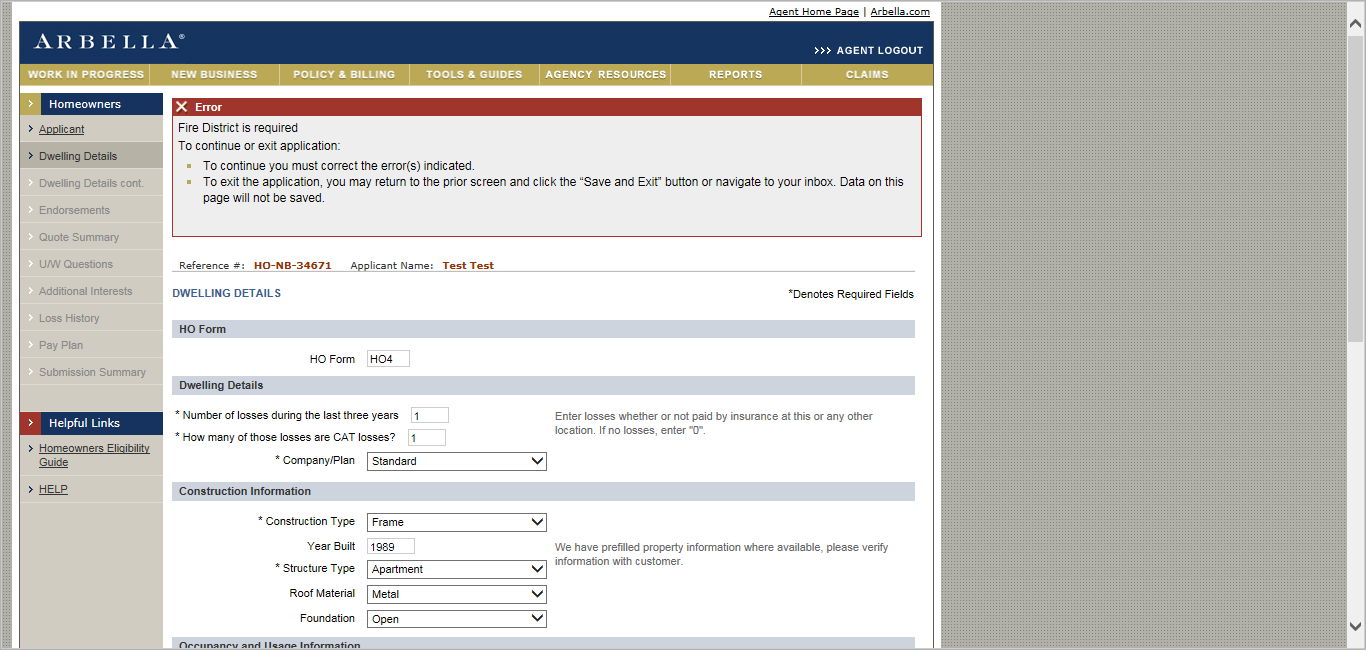 Agent Home Page | Arbella.com
ARBELLA®
>>> AGENT LOGOUT
WORK IN PROGRESS NEW BUSINESS POLICY & BILLING TOOLS & GUIDES AGENCY RESOURCES REPORTS CLAIMS
Homeowners
Applicant
Dwelling Details
Dwelling Details cont.
Endorsements
Quote Summary
U/W Questions
Additional Interests
Loss History
Pay Plan
Submission Summary
Helpful Links
Homeowners Eligibility
Guide
HELP
Error
Fire District is required
To continue or exit application:
To continue you must correct the error(s) indicated.
To exit the application, you may return to the prior screen and click the “Save and Exit” button or navigate to your inbox. Data on this
page will not be saved.
Reference #: HO-NB-34671 Applicant Name: Test Test
DWELLING DETAILS
*Denotes Required Fields
HO Form
HO Form HO4
Dwelling Details
* Number of losses during the last three years 1
* How many of those losses are CAT losses? 1
Enter losses whether or not paid by insurance at this or any other
location. If no losses, enter "0".
* Company/Plan Standard
Construction Information
* Construction Type Frame
Year Built 1989
We have prefilled property information where available, please verify
information with customer.
* Structure Type Apartment
Roof Material Metal
Foundation Open
Occupancy and Usage Information